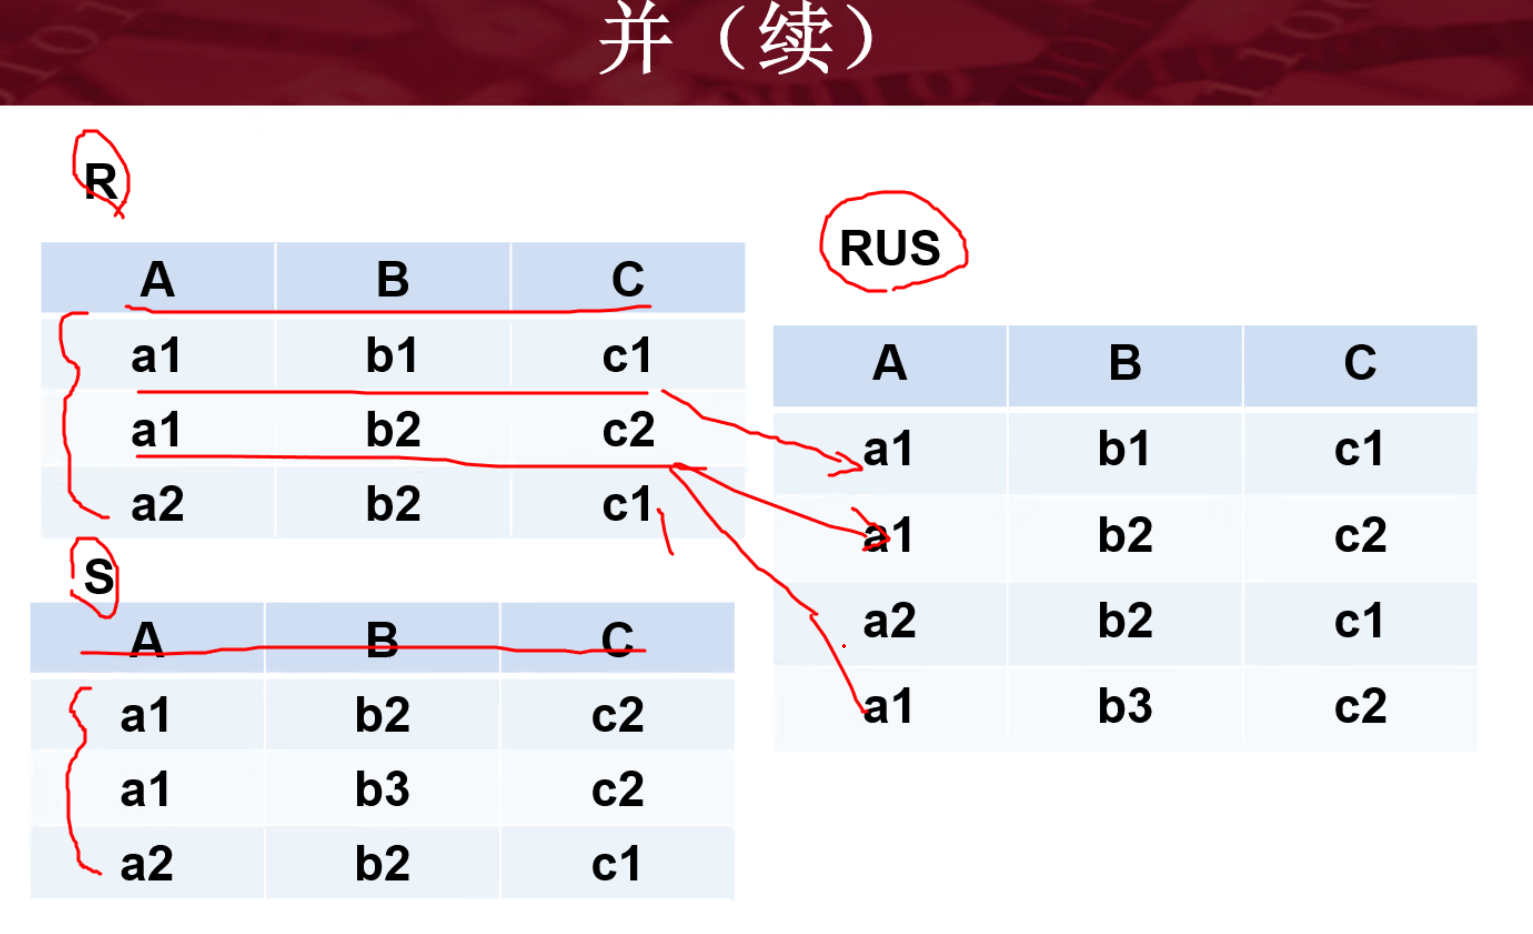 并（续）
R
A B C
a1 b1 c1
a1 b2 c2
a2 b2 c1
S
A B C
a1 b2 c2
a1 b3 c2
a2 b2 c1
RUS
A B C
a1 b1 c1
a1 b2 c2
a2 b2 c1
a1 b3 c2